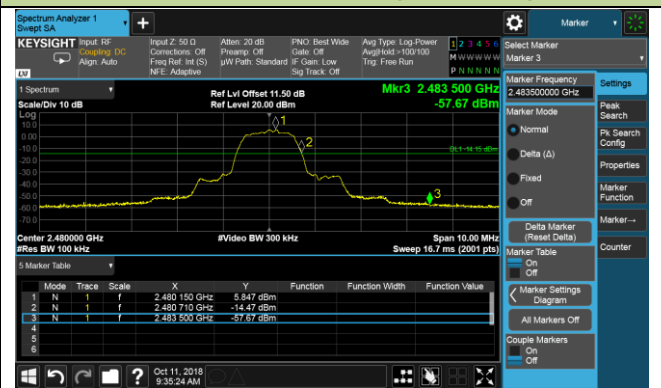 Spectrum Analyzer 1
Swept SA
+
Marker
KEYSIGHT
Input: RF
Coupling: DC
Align: Auto
Input Z: 50 Ω
Corrections: Off
Freq Ref: Int (S)
NFE: Adaptive
Atten: 20 dB
Preamp: Off
µW Path: Standard
PNO: Best Wide
Gate: Off
IF Gain: Low
Sig Track: Off
Avg Type: Log-Power
Avg|Hold >100/100
Trig: Free Run
1 2 3 4 5 6
M W W W W W
P N N N N N
LXI
Select Marker
Marker 3
Marker Frequency
2.483500000 GHz
Marker Mode
Normal
Delta (Δ)
Fixed
Off
Delta Marker
(Reset Delta)
Marker Table
On
Off
Marker Settings
Diagram
All Markers Off
Couple Markers
On
Off
Settings
Peak
Search
Pk Search
Config
Properties
Marker
Function
Marker→
Counter
1 Spectrum
Scale/Div 10 dB
Ref Lvl Offset 11.50 dB
Ref Level 20.00 dBm
Mkr3 2.483 500 GHz
-57.67 dBm
Log
10.0
0.00
-10.0
-20.0
-30.0
-40.0
-50.0
-60.0
-70.0
1
2
3
DL1 -14.15 dBm
Center 2.480000 GHz
#Res BW 100 kHz
#Video BW 300 kHz
Span 10.00 MHz
Sweep 16.7 ms (2001 pts)
5 Marker Table
Mode Trace Scale X Y Function Function Width Function Value
1 N 1 f 2.480 150 GHz 5.847 dBm
2 N 1 f 2.480 710 GHz -14.47 dBm
3 N 1 f 2.483 500 GHz -57.67 dBm
4
5
6
?
Oct 11, 2018
9:35:24 AM